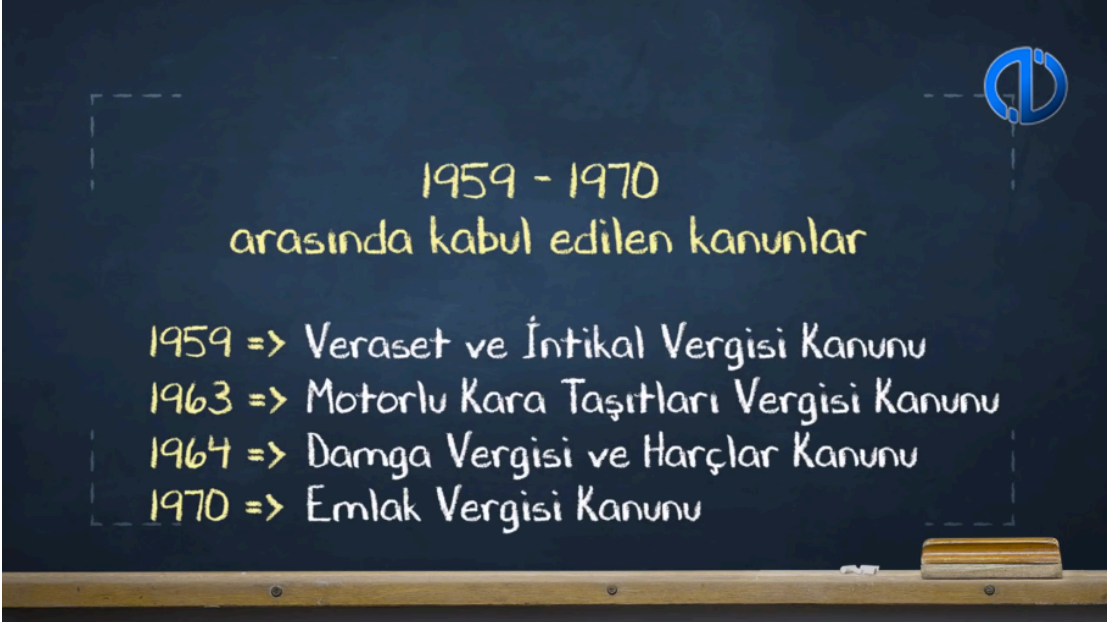 1959 - 1970
arasında kabul edilen kanunlar
1959 => Veraset ve İntikal Vergisi Kanunu
1963 => Motorlu Kara Taşıtları Vergisi Kanunu
1964 => Damga Vergisi ve Harçlar Kanunu
1970 => Emlak Vergisi Kanunu